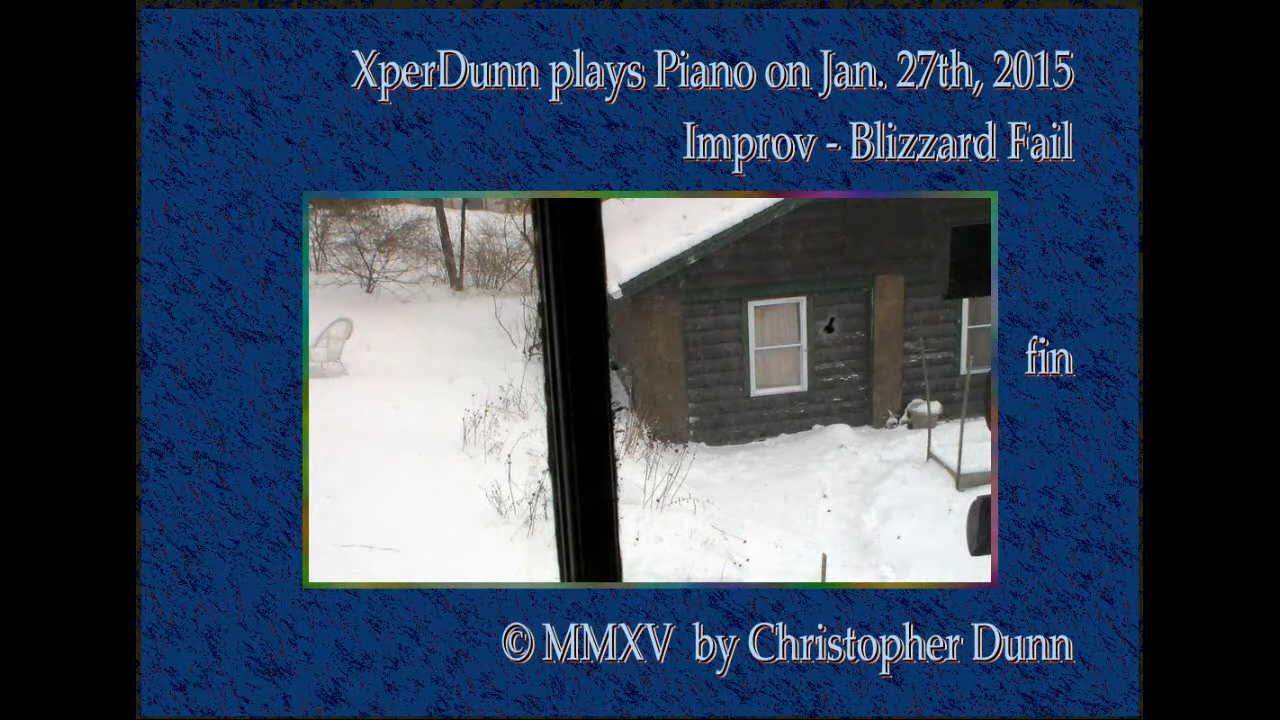 XperDunn plays Piano on Jan. 27th, 2015
Improv - Blizzard Fail
fin
© MMXV by Christopher Dunn